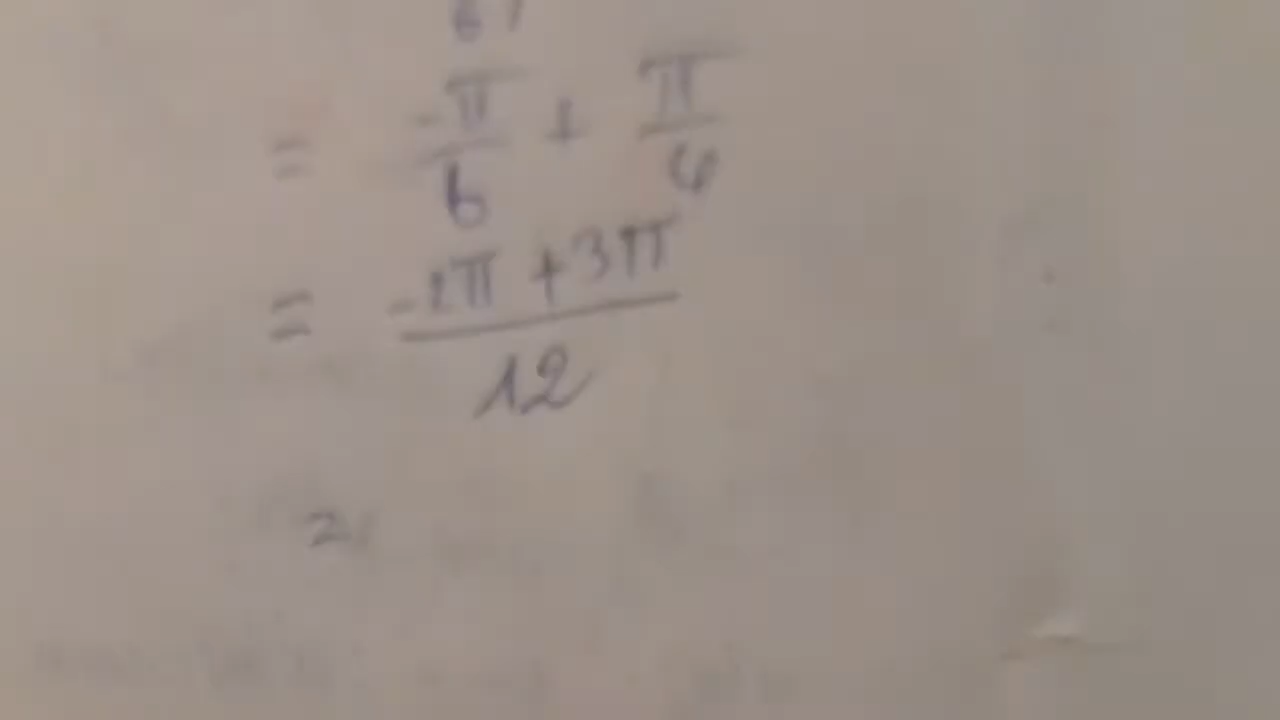 = -π/6 + π/4
= (-2π + 3π)/12